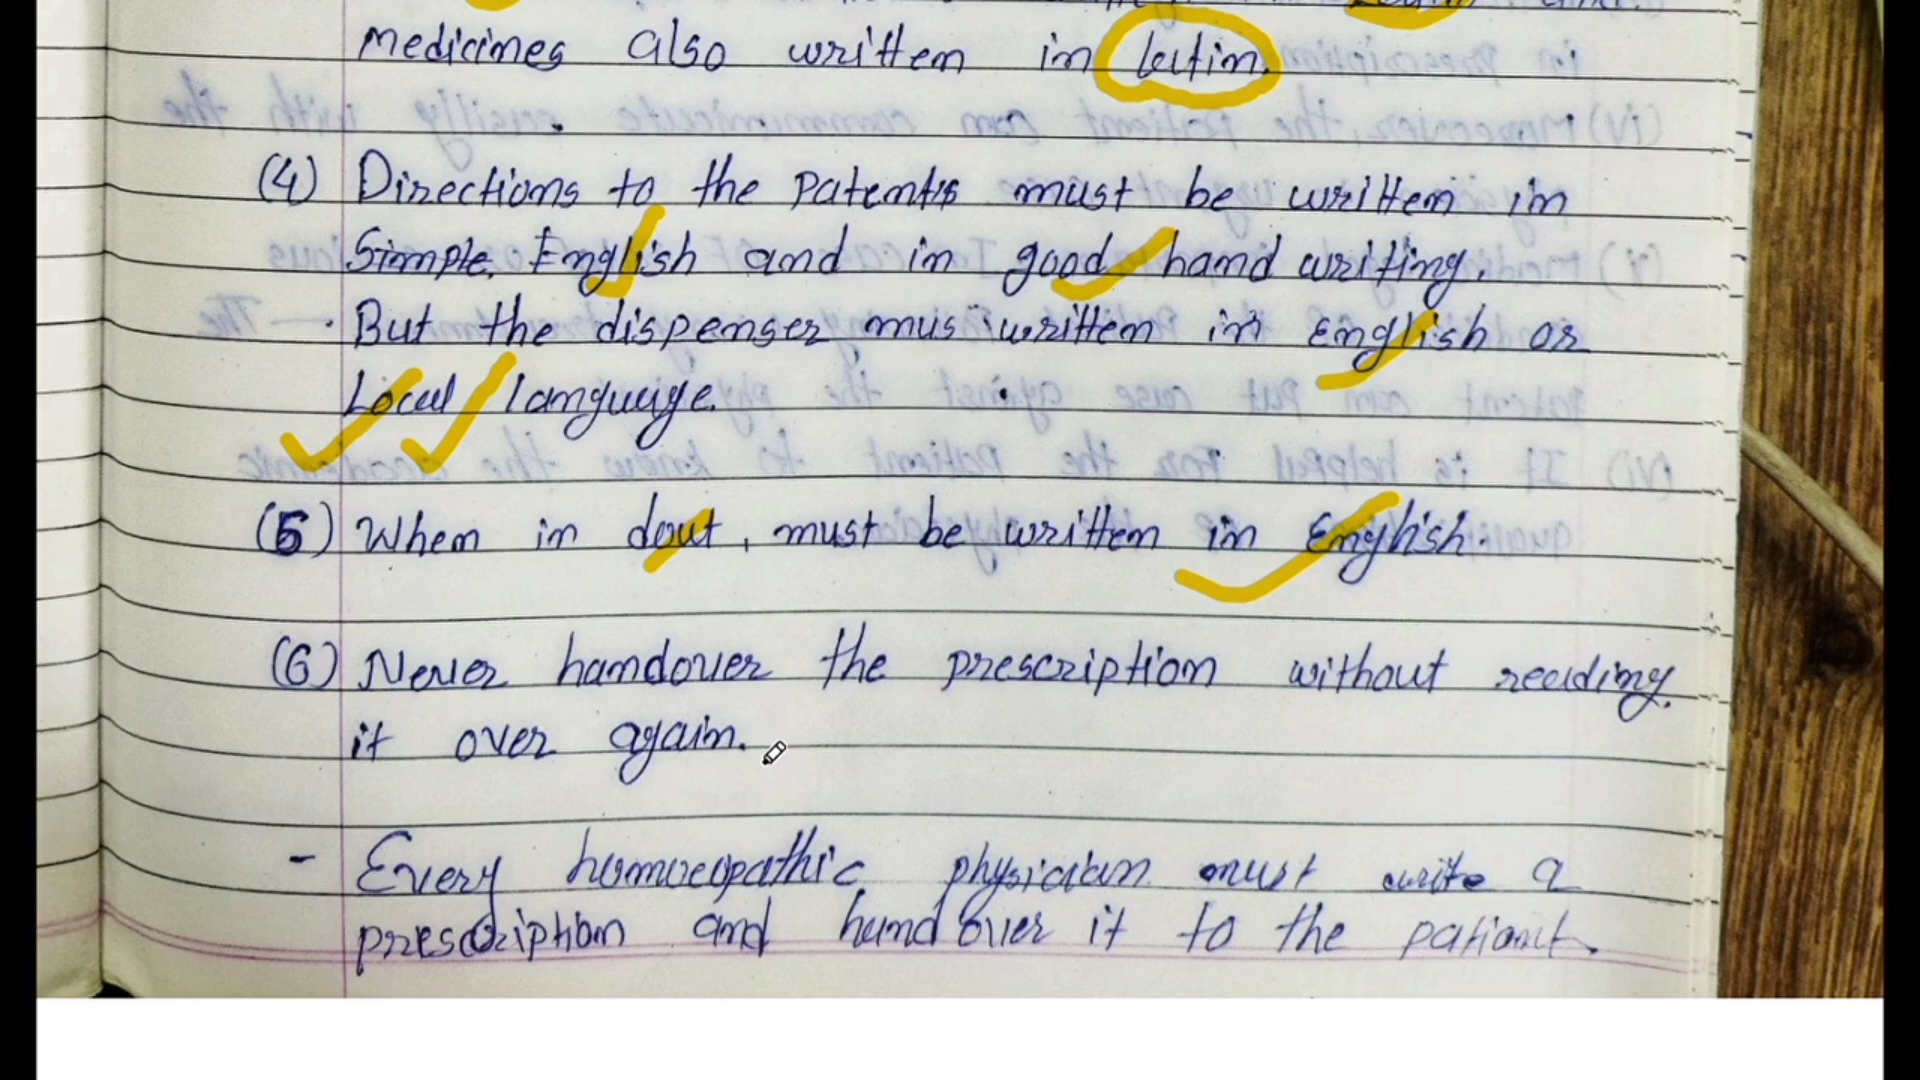 medicines also written in latin.
(4) Directions to the patents must be written in
Simple. English and in good hand writing.
But the dispenser mus written in English or
Local language.
(5) When in dout, must be written in English.
(6) Never handover the prescription without reading.
it over again.
- Every homoeopathic physician must write a
prescription and hand over it to the patient.